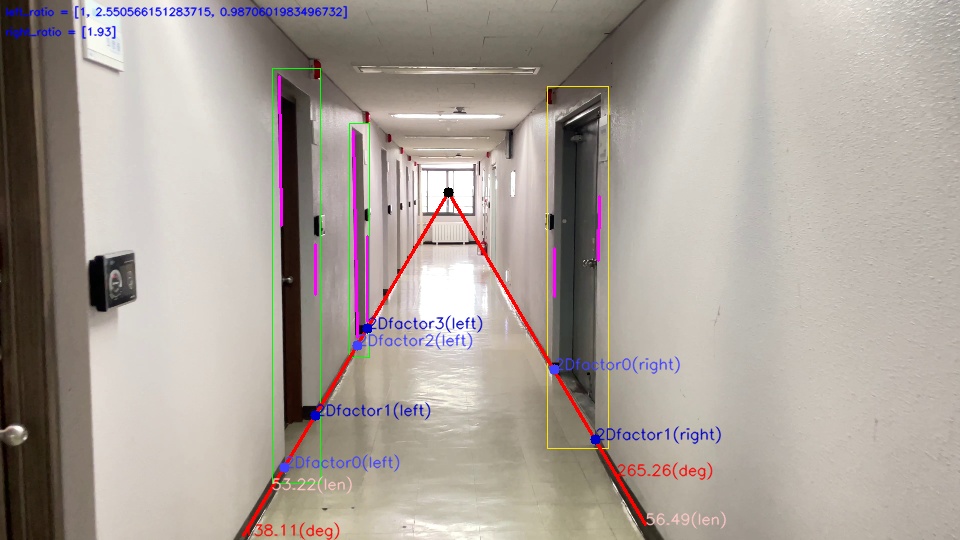 left_ratio = [1, 2.550566151283715, 0.9870601983496732]
right_ratio = [1.93]
2Dfactor3(left)
2Dfactor2(left)
2Dfactor0(right)
2Dfactor1(left)
2Dfactor1(right)
2Dfactor0(left)
265.26(deg)
53.22(len)
56.49(len)
38.11(deg)